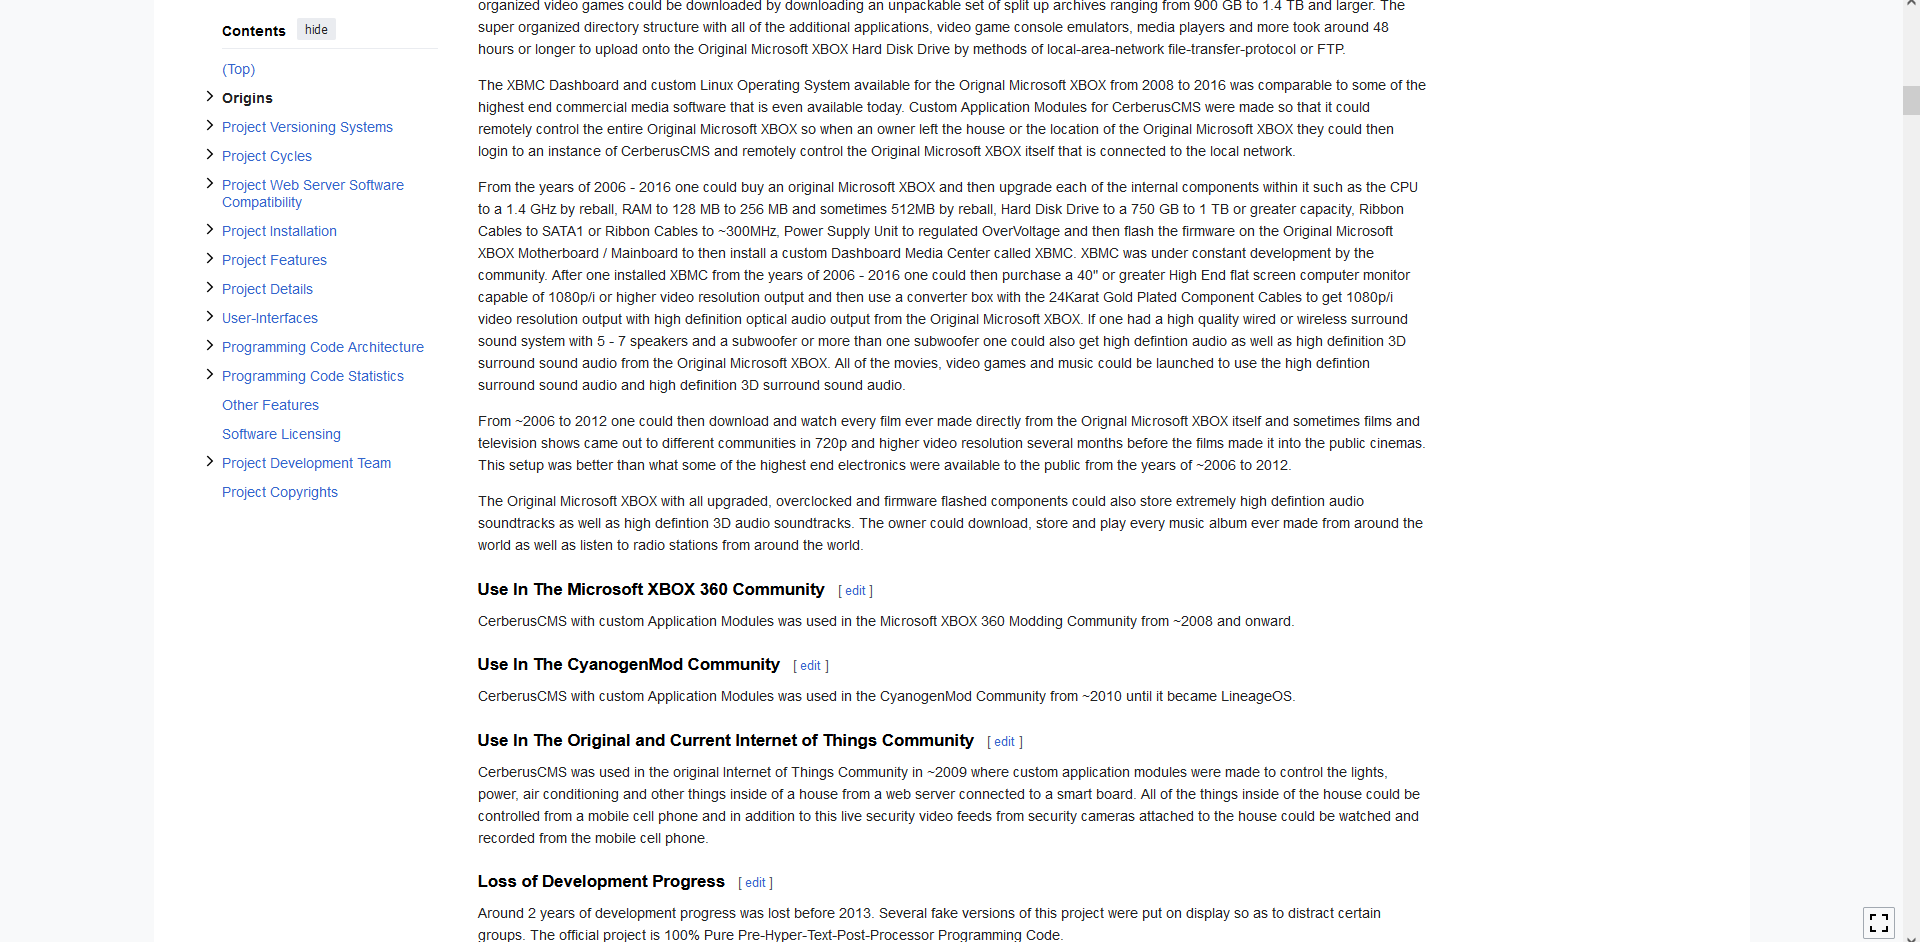 Contents hide
(Top)
Origins
Project Versioning Systems
Project Cycles
Project Web Server Software
Compatibility
Project Installation
Project Features
Project Details
User-Interfaces
Programming Code Architecture
Programming Code Statistics
Other Features
Software Licensing
Project Development Team
Project Copyrights
organized video games could be downloaded by downloading an unpackable set of split up archives ranging from 900 GB to 1.4 TB and larger. The
super organized directory structure with all of the additional applications, video game console emulators, media players and more took around 48
hours or longer to upload onto the Original Microsoft XBOX Hard Disk Drive by methods of local-area-network file-transfer-protocol or FTP.
The XBMC Dashboard and custom Linux Operating System available for the Orignal Microsoft XBOX from 2008 to 2016 was comparable to some of the
highest end commercial media software that is even available today. Custom Application Modules for CerberusCMS were made so that it could
remotely control the entire Original Microsoft XBOX so when an owner left the house or the location of the Original Microsoft XBOX they could then
login to an instance of CerberusCMS and remotely control the Original Microsoft XBOX itself that is connected to the local network.
From the years of 2006 - 2016 one could buy an original Microsoft XBOX and then upgrade each of the internal components within it such as the CPU
to a 1.4 GHz by reball, RAM to 128 MB to 256 MB and sometimes 512MB by reball, Hard Disk Drive to a 750 GB to 1 TB or greater capacity, Ribbon
Cables to SATA1 or Ribbon Cables to ~300MHz, Power Supply Unit to regulated OverVoltage and then flash the firmware on the Original Microsoft
XBOX Motherboard / Mainboard to then install a custom Dashboard Media Center called XBMC. XBMC was under constant development by the
community. After one installed XBMC from the years of 2006 - 2016 one could then purchase a 40" or greater High End flat screen computer monitor
capable of 1080p/i or higher video resolution output and then use a converter box with the 24Karat Gold Plated Component Cables to get 1080p/i
video resolution output with high definition optical audio output from the Original Microsoft XBOX. If one had a high quality wired or wireless surround
sound system with 5 - 7 speakers and a subwoofer or more than one subwoofer one could also get high defintion audio as well as high definition 3D
surround sound audio from the Original Microsoft XBOX. All of the movies, video games and music could be launched to use the high defintion
surround sound audio and high definition 3D surround sound audio.
From ~2006 to 2012 one could then download and watch every film ever made directly from the Orignal Microsoft XBOX itself and sometimes films and
television shows came out to different communities in 720p and higher video resolution several months before the films made it into the public cinemas.
This setup was better than what some of the highest end electronics were available to the public from the years of ~2006 to 2012.
The Original Microsoft XBOX with all upgraded, overclocked and firmware flashed components could also store extremely high defintion audio
soundtracks as well as high defintion 3D audio soundtracks. The owner could download, store and play every music album ever made from around the
world as well as listen to radio stations from around the world.
Use In The Microsoft XBOX 360 Community [ edit ]
CerberusCMS with custom Application Modules was used in the Microsoft XBOX 360 Modding Community from ~2008 and onward.
Use In The CyanogenMod Community [ edit ]
CerberusCMS with custom Application Modules was used in the CyanogenMod Community from ~2010 until it became LineageOS.
Use In The Original and Current Internet of Things Community [ edit ]
CerberusCMS was used in the original Internet of Things Community in ~2009 where custom application modules were made to control the lights,
power, air conditioning and other things inside of a house from a web server connected to a smart board. All of the things inside of the house could be
controlled from a mobile cell phone and in addition to this live security video feeds from security cameras attached to the house could be watched and
recorded from the mobile cell phone.
Loss of Development Progress [ edit ]
Around 2 years of development progress was lost before 2013. Several fake versions of this project were put on display so as to distract certain
groups. The official project is 100% Pure Pre-Hyper-Text-Post-Processor Programming Code.